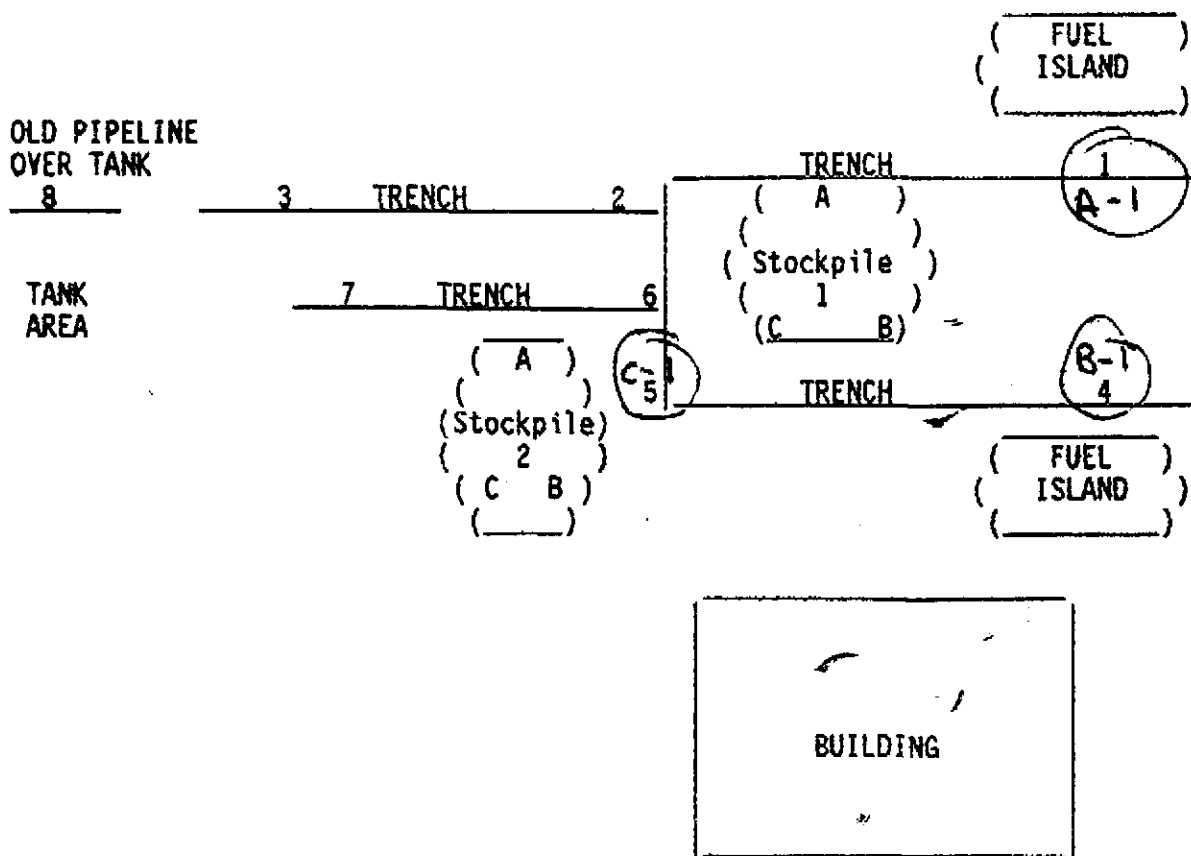 FUEL
ISLAND
OLD PIPELINE
OVER TANK
TRENCH 1
8 3 TRENCH 2
A A-1
Stockpile
1
TANK
AREA
7 TRENCH 6
C B
A C-1 B-1
5 TRENCH 4
Stockpile
2
C B
FUEL
ISLAND
BUILDING